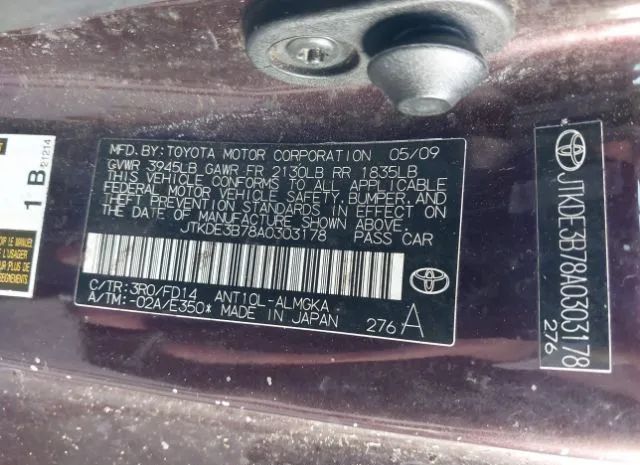 MFD.BY:TOYOTA MOTOR CORPORATION 05/09
GVWR 3945LB GAWR FR 2130LB RR 1835LB
THIS VEHICLE CONFORMS TO ALL APPLICABLE
FEDERAL MOTOR VEHICLE SAFETY, BUMPER, AND
THEFT PREVENTION STANDARDS IN EFFECT ON
THE DATE OF MANUFACTURE SHOWN ABOVE.
JTKDE3B78A0303178 PASS CAR
C/TR:3R0/FD14 ANT10L-ALMGKA
A/TM:-02A/E350* MADE IN JAPAN
276 A
TOYOTA
1 B
21214
JTKDE3B78A0303178
276